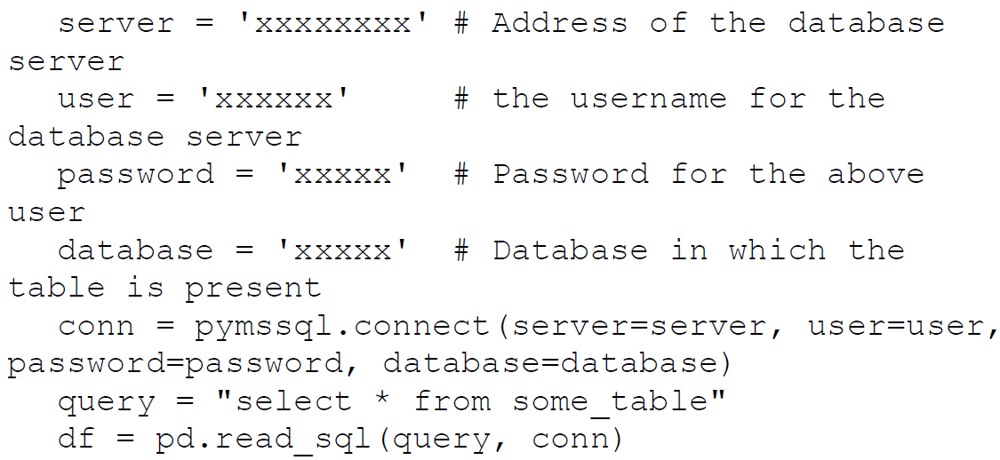 server = 'xxxxxxxx' # Address of the database
server
user = 'xxxxxx' # the username for the
database server
password = 'xxxxx' # Password for the above
user
database = 'xxxxx' # Database in which the
table is present
conn = pymssql.connect(server=server, user=user,
password=password, database=database)
query = "select * from some_table"
df = pd.read_sql(query, conn)